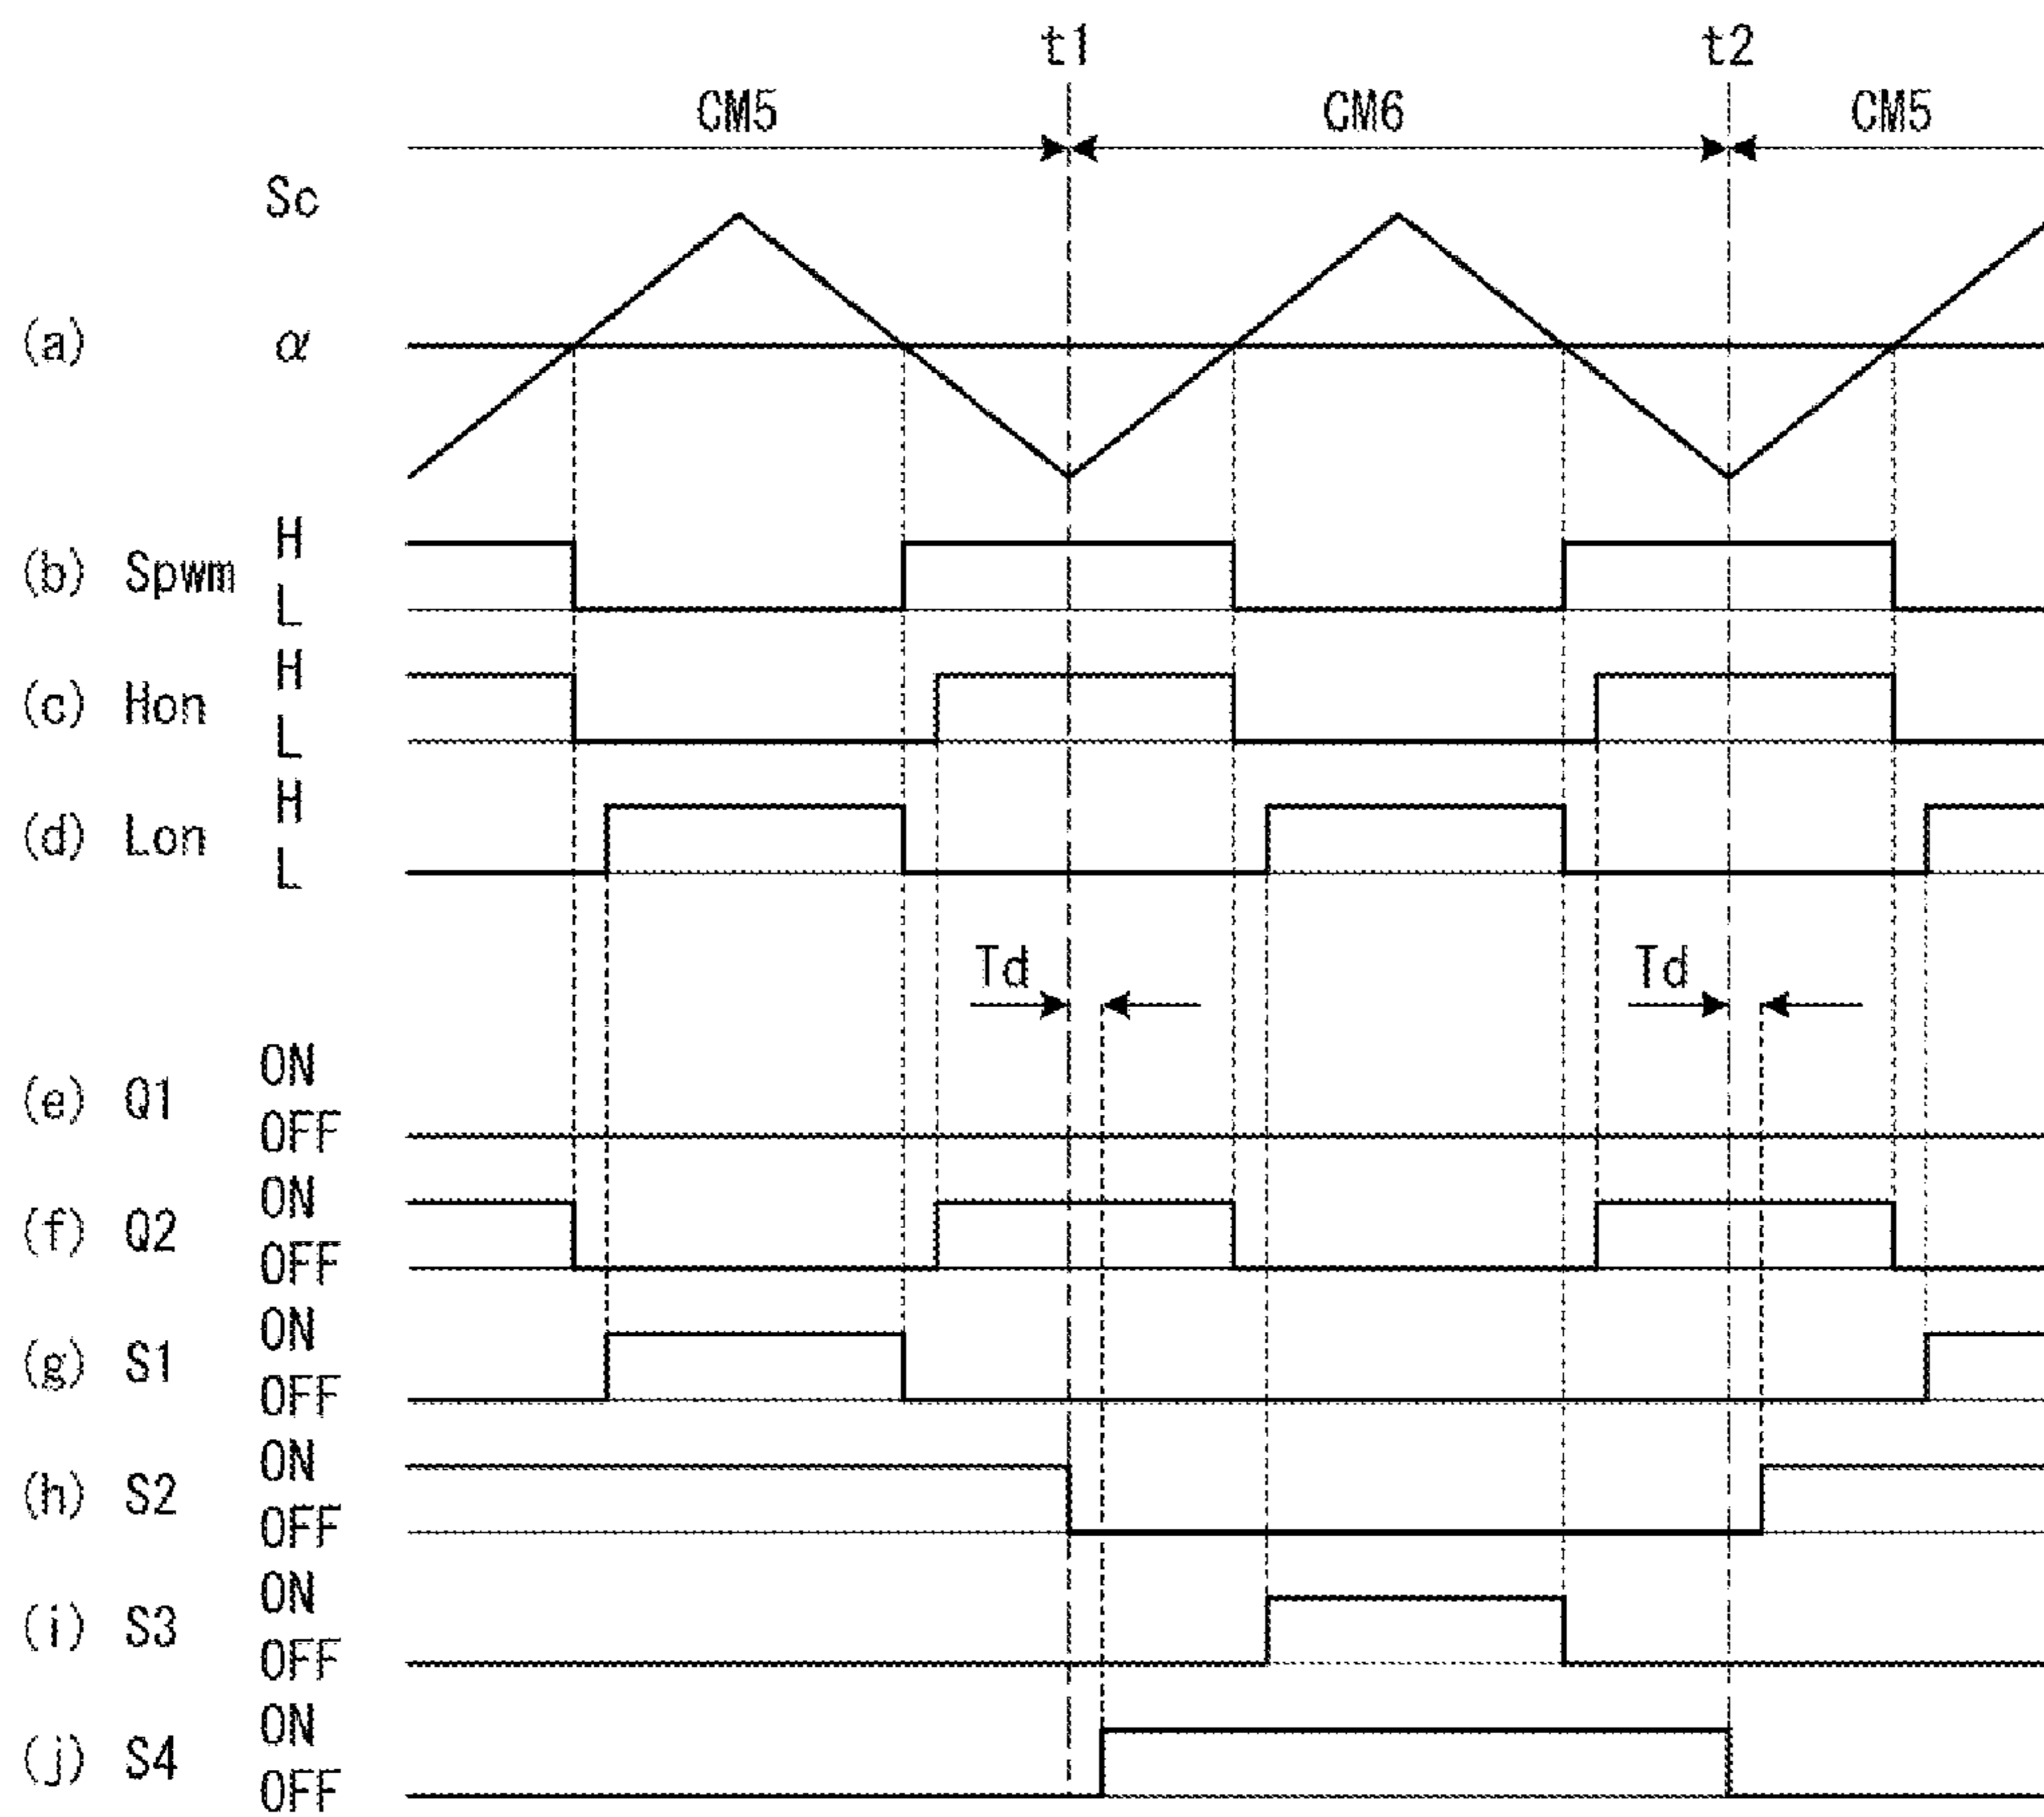 t1 t2
CM5 CM6 CM5
Sc
(a) α
(b) Spwm H
L
(c) Hon H
L
(d) Lon H
L
Td Td
(e) Q1 ON
OFF
(f) Q2 ON
OFF
(g) S1 ON
OFF
(h) S2 ON
OFF
(i) S3 ON
OFF
(j) S4 ON
OFF